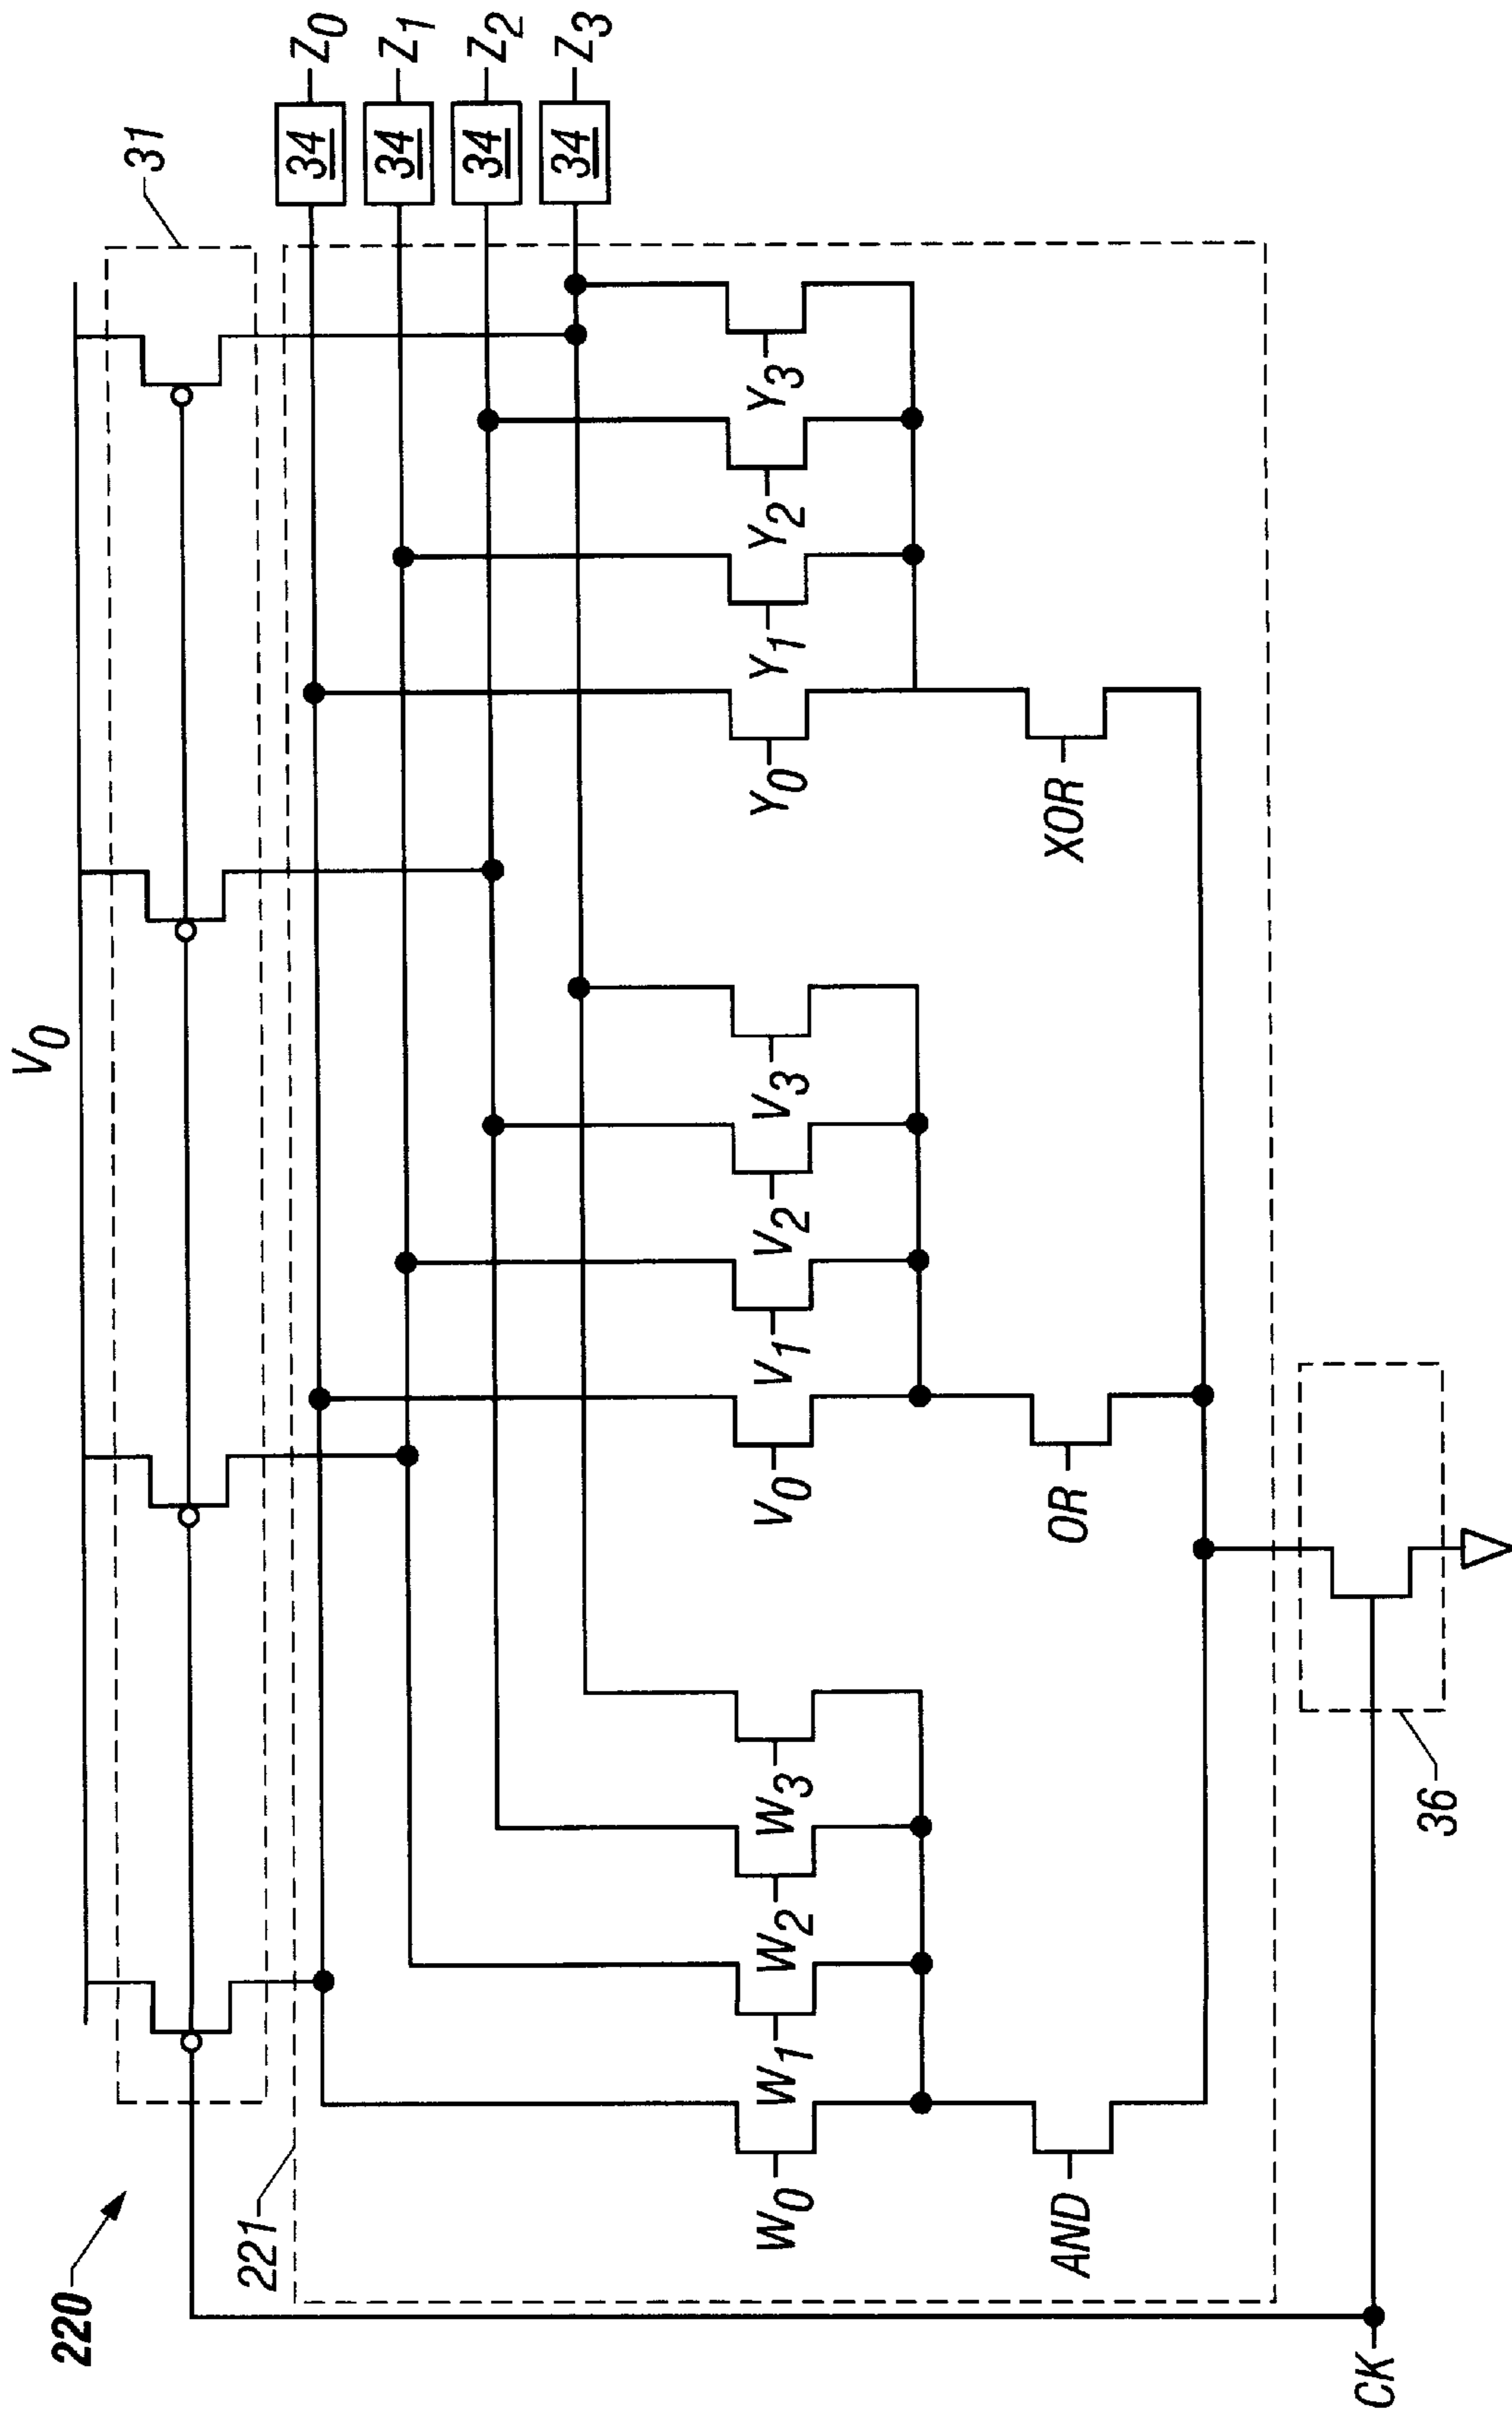 220
V0
31
221
34 Z0
34 Z1
34 Z2
34 Z3
W0 W1 W2 W3 V0 V1 V2 V3 Y0 Y1 Y2 Y3
AND OR XOR
CK
36